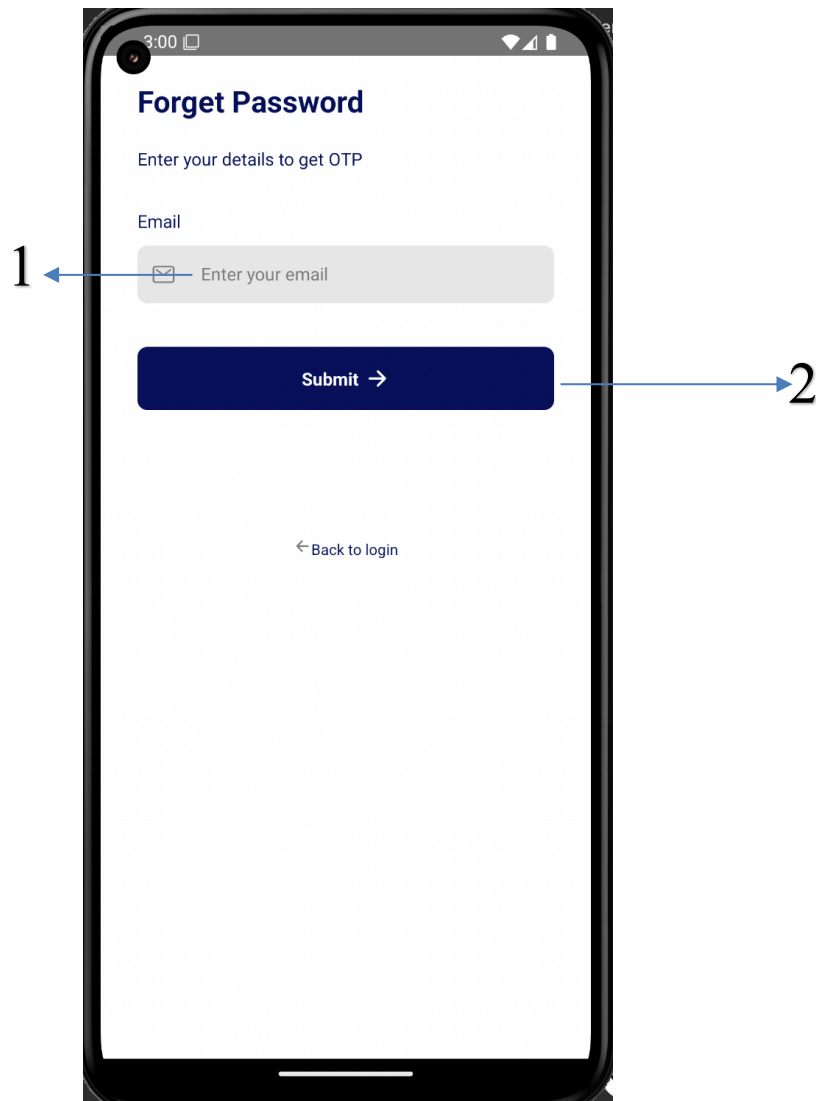 3:00
Forget Password
Enter your details to get OTP
Email
1
Enter your email
Submit
2
Back to login